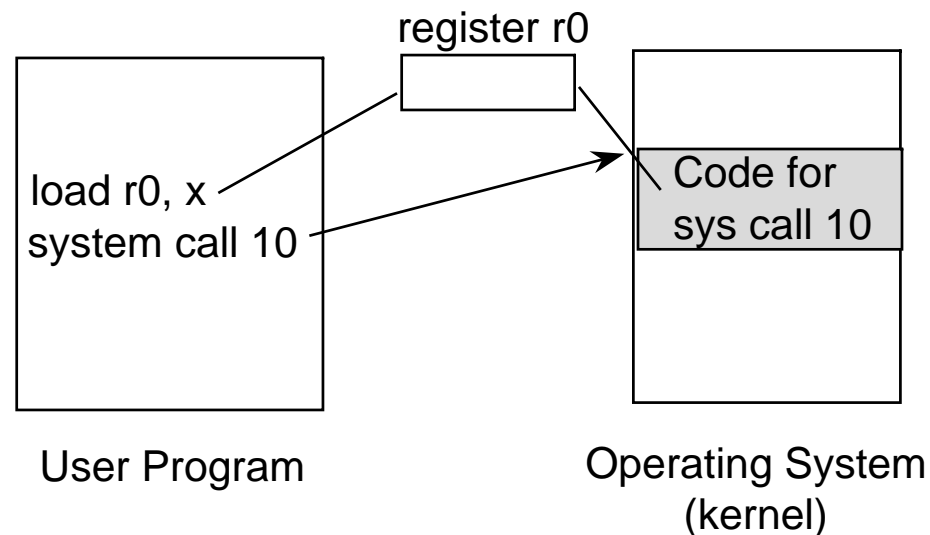 register r0
load r0, x
system call 10
Code for
sys call 10
User Program
Operating System
(kernel)